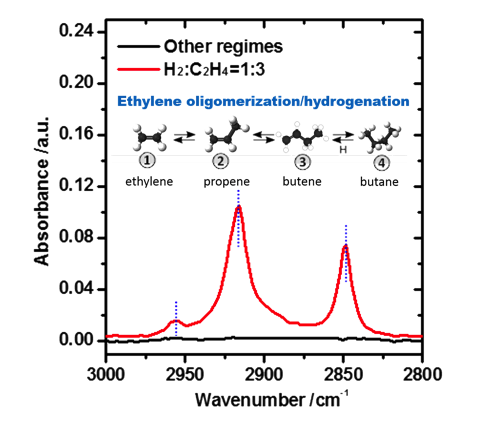 Other regimes
H₂:C₂H₄=1:3
Ethylene oligomerization/hydrogenation
H
1 2 3 4
ethylene propene butene butane
Absorbance /a.u.
0.24
0.20
0.16
0.12
0.08
0.04
0.00
3000 2950 2900 2850 2800
Wavenumber /cm⁻¹